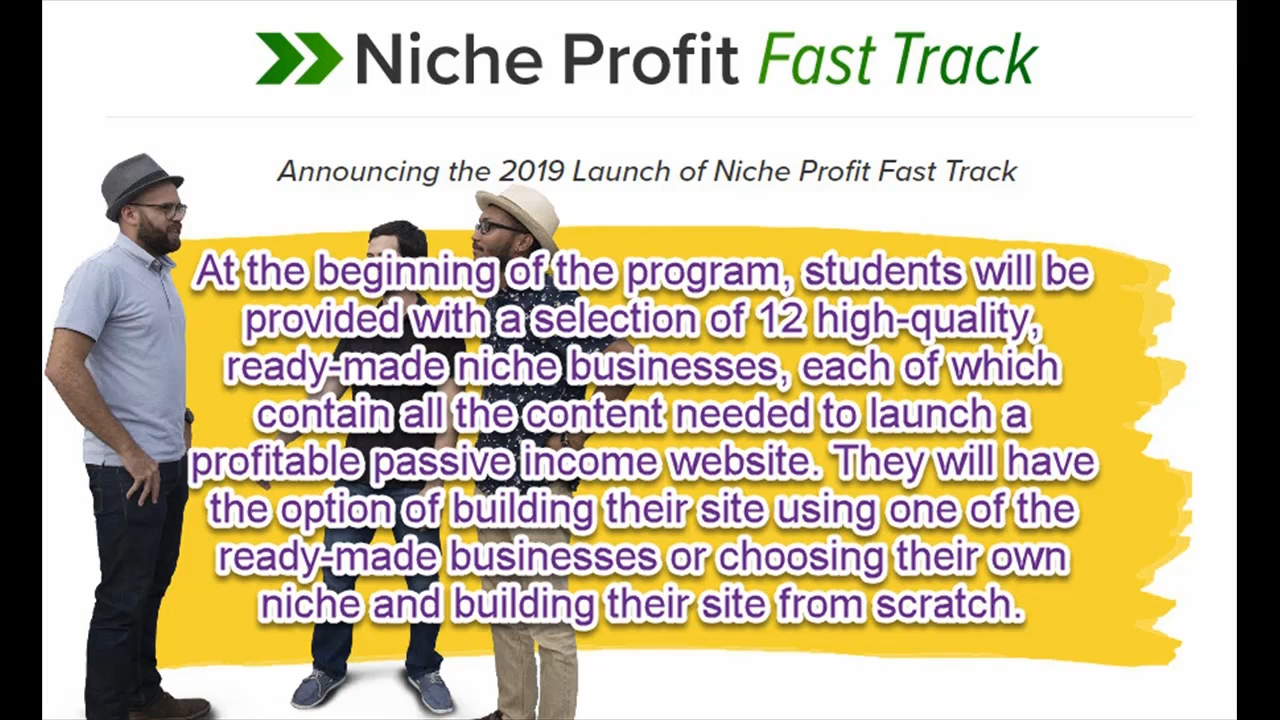 Niche Profit Fast Track
Announcing the 2019 Launch of Niche Profit Fast Track
At the beginning of the program, students will be
provided with a selection of 12 high-quality,
ready-made niche businesses, each of which
contain all the content needed to launch a
profitable passive income website. They will have
the option of building their site using one of the
ready-made businesses or choosing their own
niche and building their site from scratch.